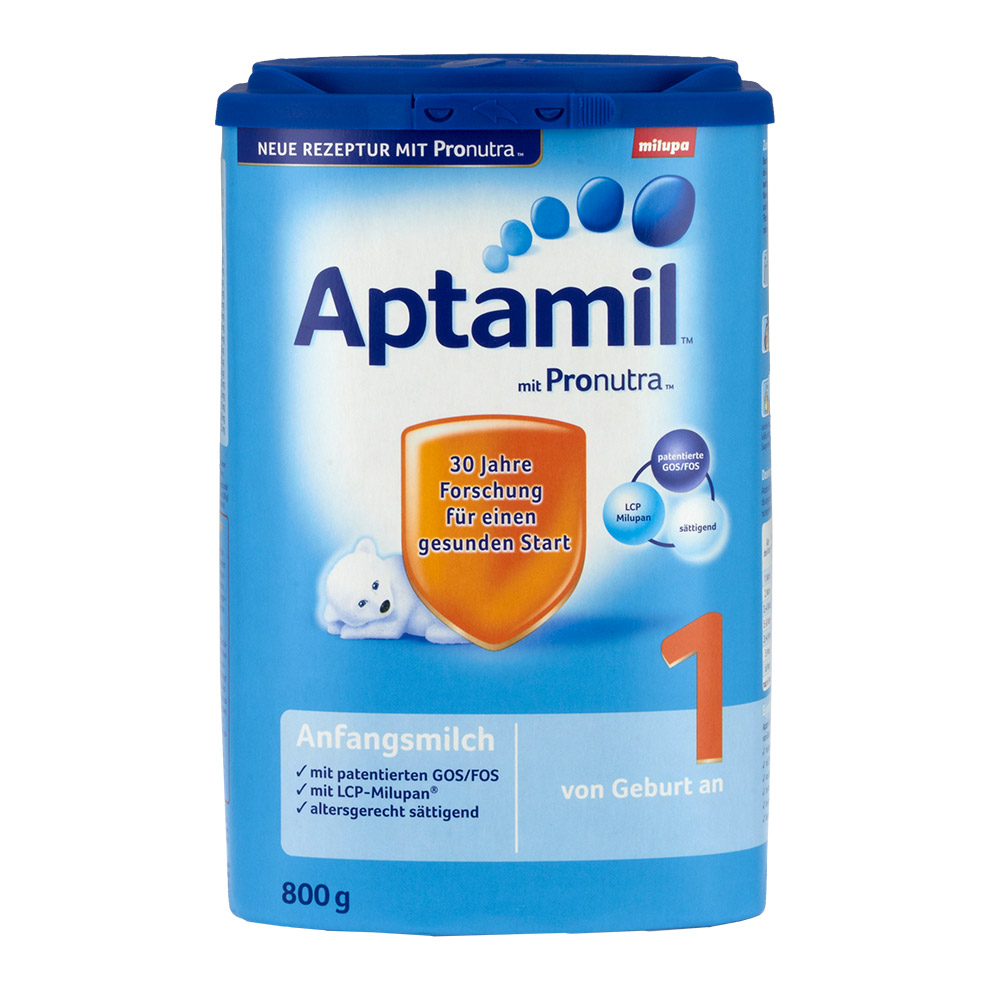 NEUE REZEPTUR MIT Pronutra™
milupa
Aptamil™
mit Pronutra™
30 Jahre
Forschung
für einen
gesunden Start
patentierte
GOS/FOS
LCP
Milupan
sättigend
1
Anfangsmilch
✓ mit patentierten GOS/FOS
✓ mit LCP-Milupan®
✓ altersgerecht sättigend
von Geburt an
800 g